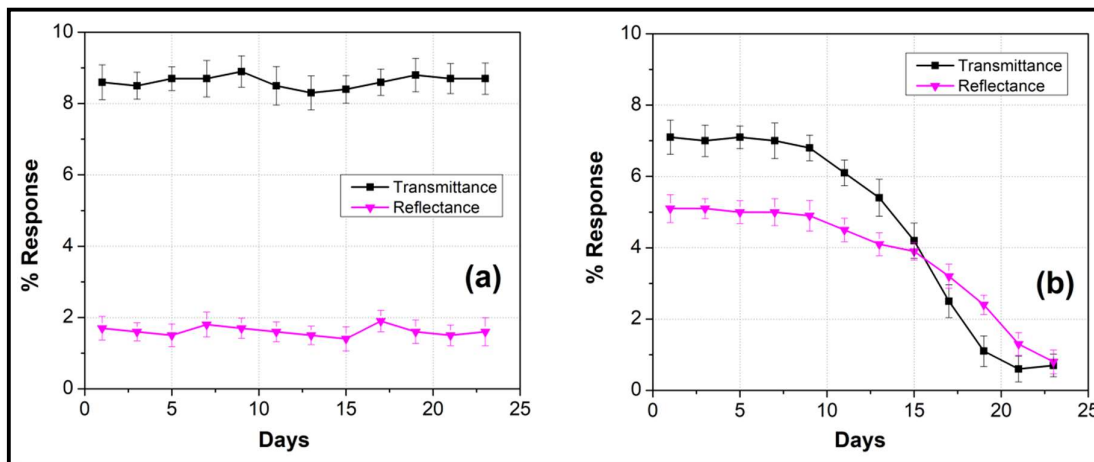 10
8
6
4
2
0
% Response
Transmittance
Reflectance
(a)
0 5 10 15 20 25
Days
10
8
6
4
2
0
% Response
Transmittance
Reflectance
(b)
0 5 10 15 20 25
Days